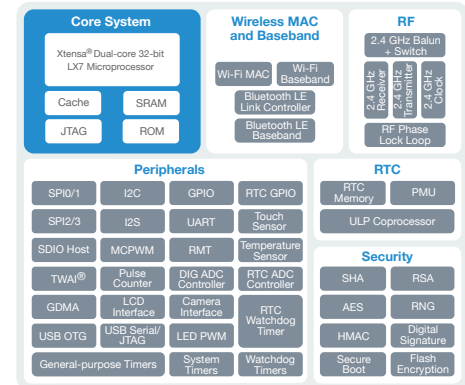 Core System
Xtensa® Dual-core 32-bit
LX7 Microprocessor
Cache
SRAM
JTAG
ROM
Wireless MAC
and Baseband
Wi-Fi MAC
Wi-Fi
Baseband
Bluetooth LE
Link Controller
Bluetooth LE
Baseband
RF
2.4 GHz Balun
+ Switch
2.4 GHz
Receiver
2.4 GHz
Transmitter
2.4 GHz
Clock
RF Phase
Lock Loop
Peripherals
SPI0/1
I2C
GPIO
RTC GPIO
SPI2/3
I2S
UART
Touch
Sensor
SDIO Host
MCPWM
RMT
Temperature
Sensor
TWAI®
Pulse
Counter
DIG ADC
Controller
RTC ADC
Controller
GDMA
LCD
Interface
Camera
Interface
RTC
Watchdog
Timer
USB OTG
USB Serial/
JTAG
LED PWM
General-purpose Timers
System
Timers
Watchdog
Timers
RTC
RTC
Memory
PMU
ULP Coprocessor
Security
SHA
RSA
AES
RNG
HMAC
Digital
Signature
Secure
Boot
Flash
Encryption